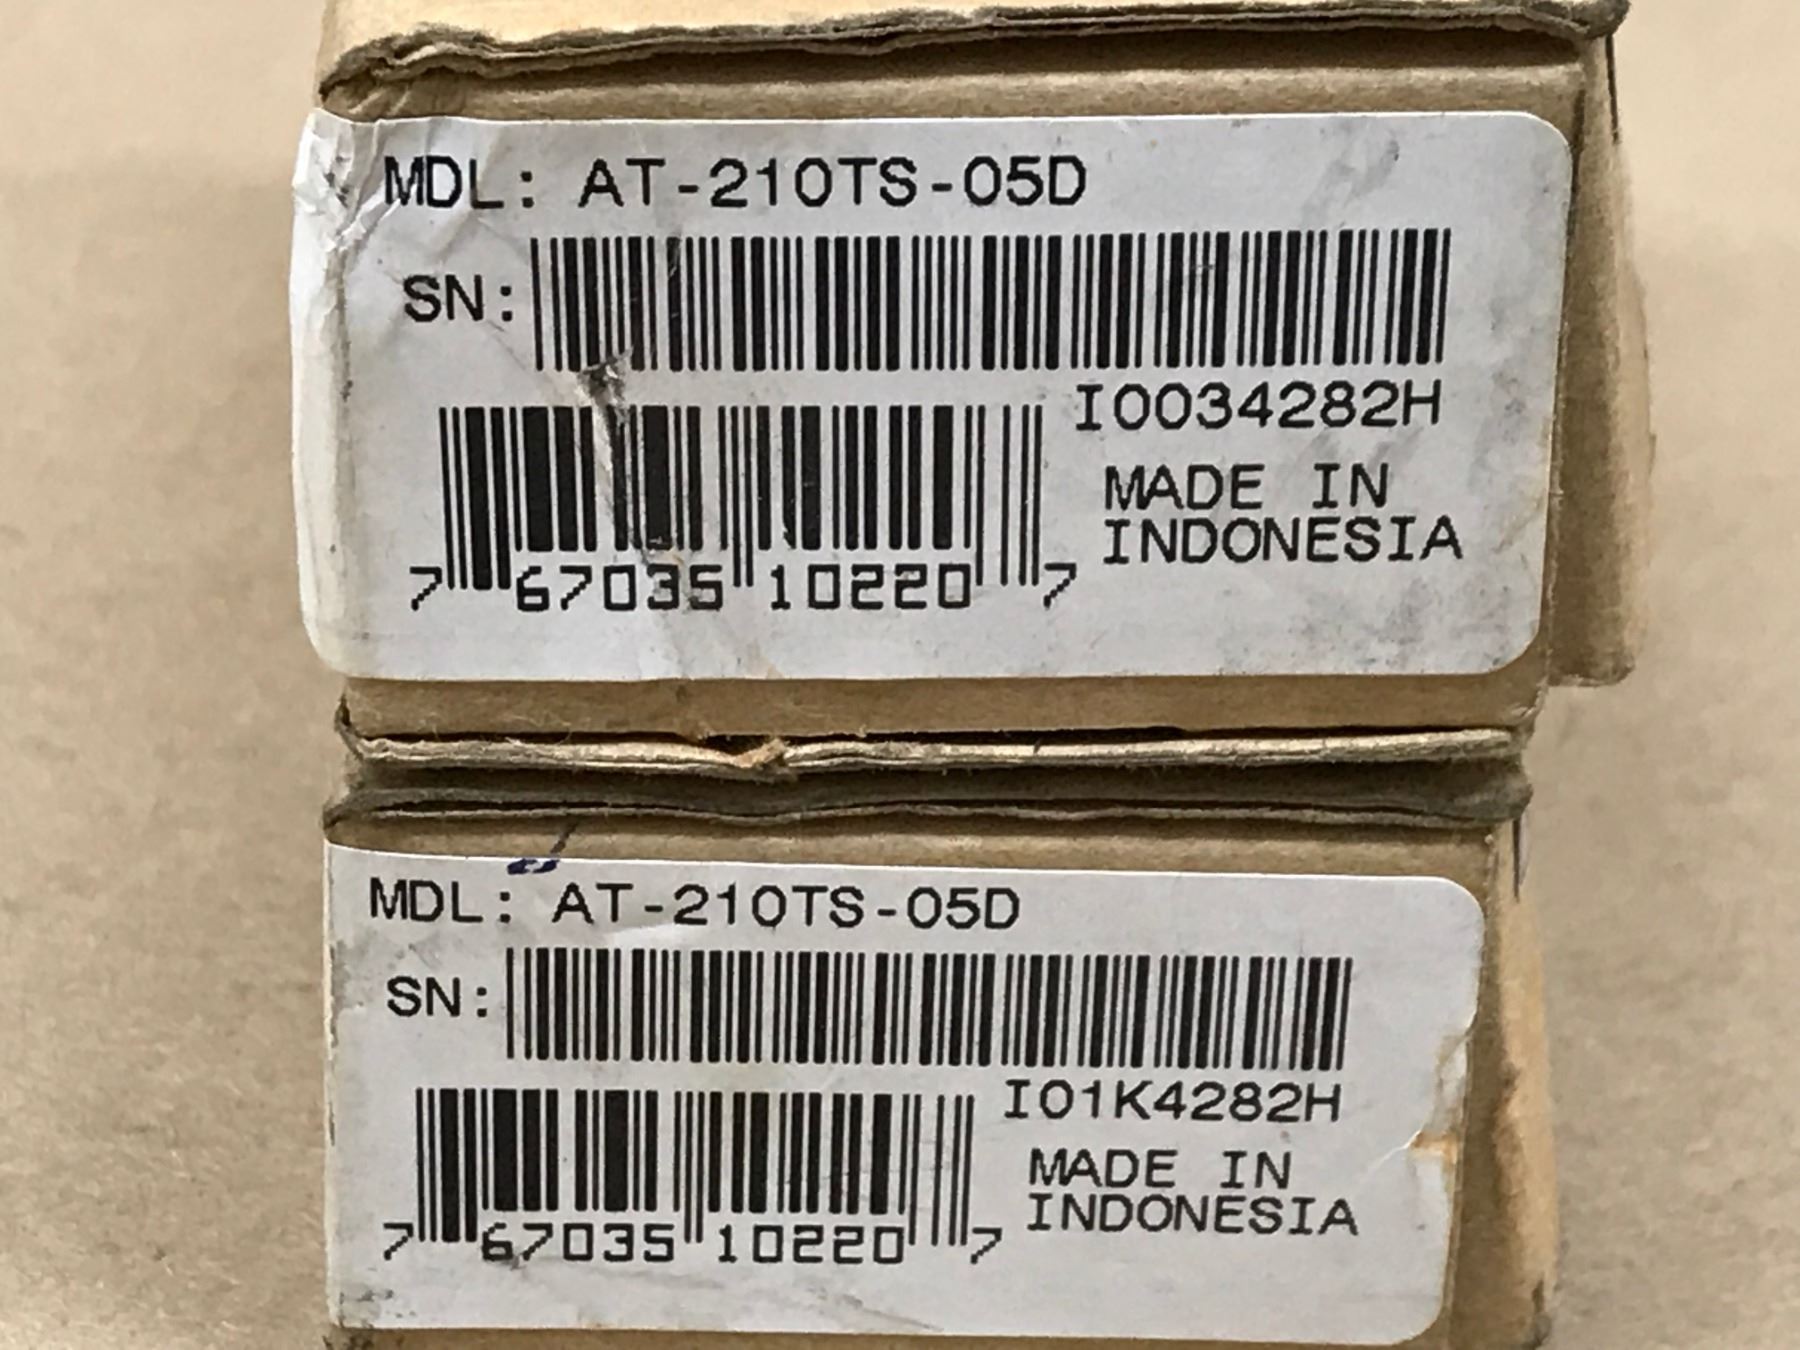 MDL: AT-210TS-05D
SN:
I0034282H
MADE IN
INDONESIA
7 67035 10220 7
MDL: AT-210TS-05D
SN:
I01K4282H
MADE IN
INDONESIA
7 67035 10220 7